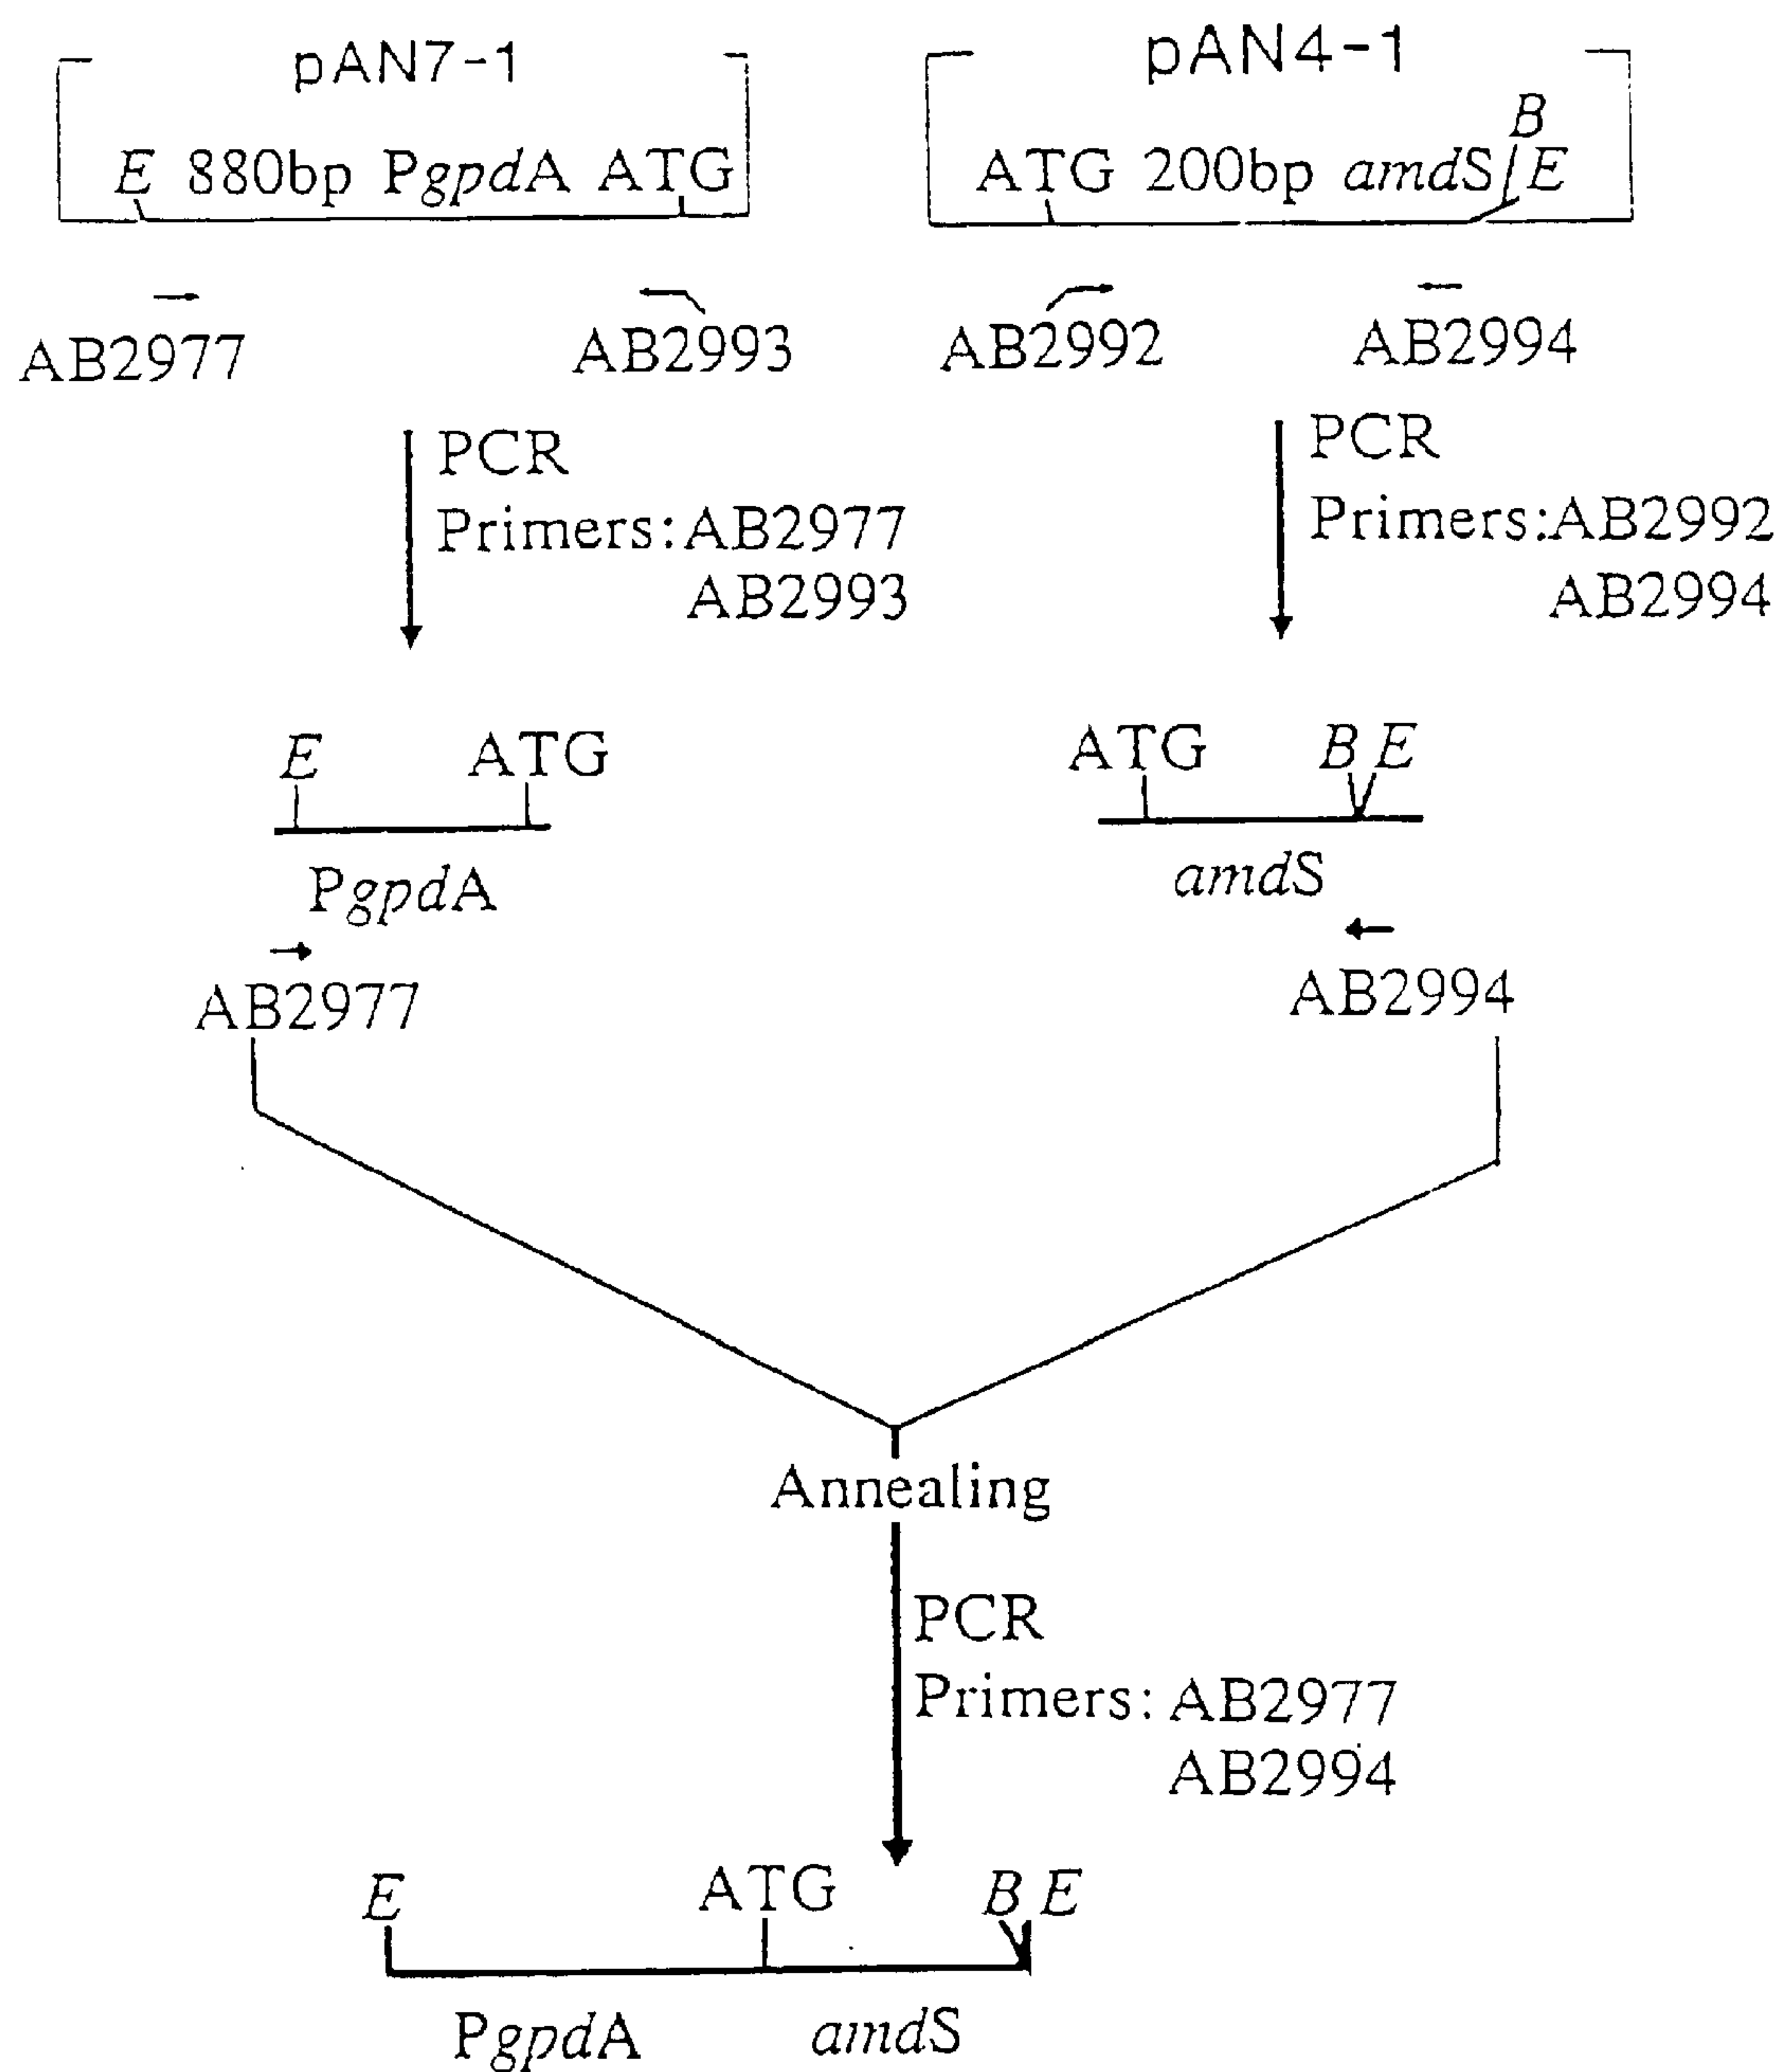 pAN7-1
pAN4-1
E 880bp PgpdA ATG
ATG 200bp amdS B E
AB2977
AB2993
AB2992
AB2994
PCR
Primers: AB2977
AB2993
PCR
Primers: AB2992
AB2994
E ATG
PgpdA
ATG B E
amdS
AB2977
AB2994
Annealing
PCR
Primers: AB2977
AB2994
E ATG B E
PgpdA amdS